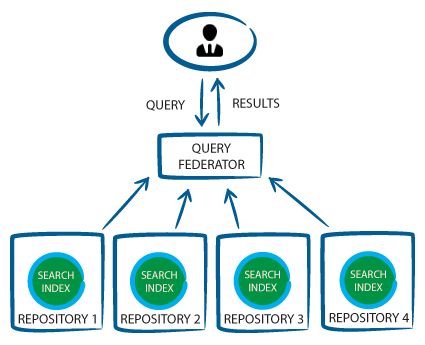 QUERY
RESULTS
QUERY
FEDERATOR
SEARCH
INDEX
REPOSITORY 1
SEARCH
INDEX
REPOSITORY 2
SEARCH
INDEX
REPOSITORY 3
SEARCH
INDEX
REPOSITORY 4